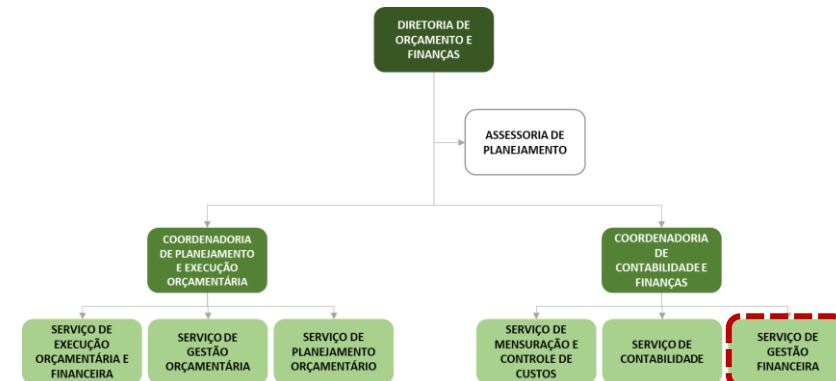 DIRETORIA DE
ORÇAMENTO E
FINANÇAS
ASSESSORIA DE
PLANEJAMENTO
COORDENADORIA
DE PLANEJAMENTO
E EXECUÇÃO
ORÇAMENTÁRIA
COORDENADORIA
DE
CONTABILIDADE E
FINANÇAS
SERVIÇO DE
EXECUÇÃO
ORÇAMENTÁRIA E
FINANCEIRA
SERVIÇO DE
GESTÃO
ORÇAMENTÁRIA
SERVIÇO DE
PLANEJAMENTO
ORÇAMENTÁRIO
SERVIÇO DE
MENSURAÇÃO E
CONTROLE DE
CUSTOS
SERVIÇO DE
CONTABILIDADE
SERVIÇO DE
GESTÃO
FINANCEIRA